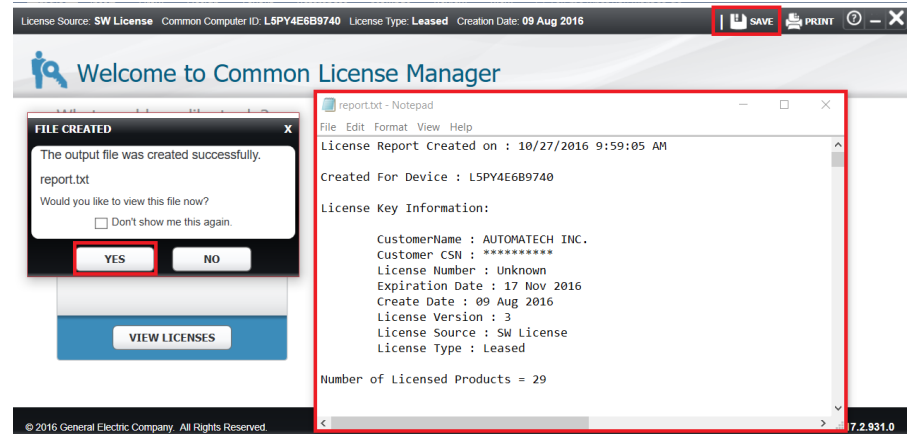 License Source: SW License Common Computer ID: L5PY4E6B9740 License Type: Leased Creation Date: 09 Aug 2016
SAVE PRINT
Welcome to Common License Manager
FILE CREATED X
The output file was created successfully.
report.txt
Would you like to view this file now?
Don't show me this again.
YES NO
VIEW LICENSES
report.txt - Notepad
File Edit Format View Help
License Report Created on : 10/27/2016 9:59:05 AM
Created For Device : L5PY4E6B9740
License Key Information:
CustomerName : AUTOMATECH INC.
Customer CSN : **********
License Number : Unknown
Expiration Date : 17 Nov 2016
Create Date : 09 Aug 2016
License Version : 3
License Source : SW License
License Type : Leased
Number of Licensed Products = 29
© 2016 General Electric Company. All Rights Reserved.
17.2.931.0